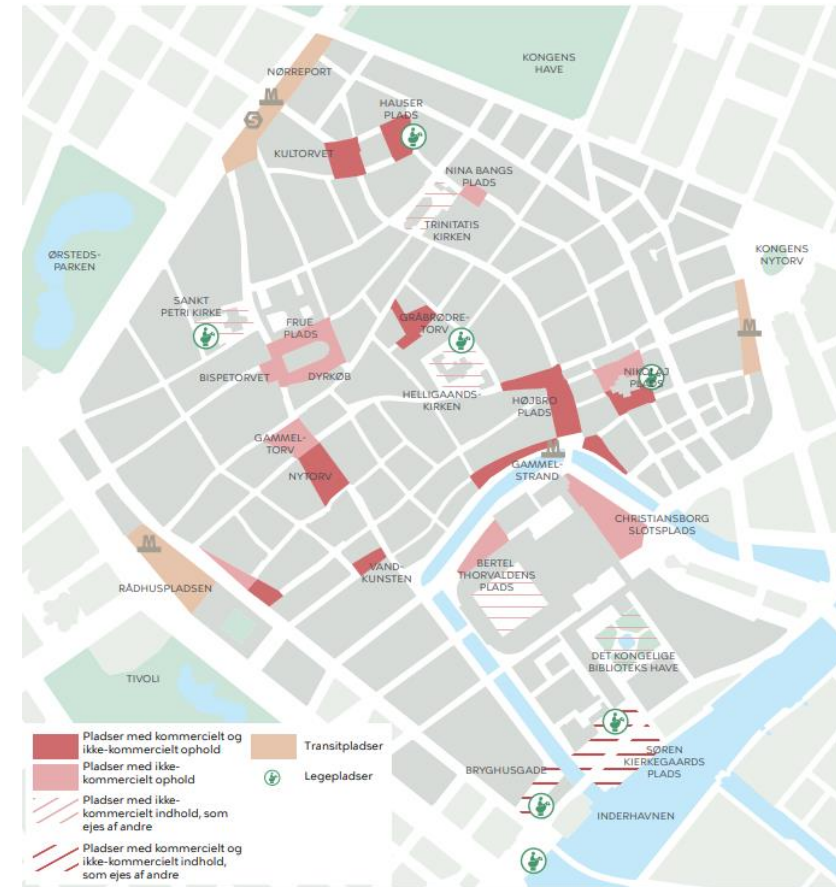 NØRREPORT
KONGENS
HAVE
M
S
HAUSER
PLADS
KULTORVET
NINA BANGS
PLADS
TRINITATIS
KIRKEN
ØRSTEDS-
PARKEN
KONGENS
NYTORV
SANKT
PETRI KIRKE
FRUE
PLADS
GRÅBRØDRE-
TORV
M
BISPETORVET
DYRKØB
HELLIGAANDS-
KIRKEN
HØJBRO
PLADS
NIKOLAJ
PLADS
GAMMEL-
TORV
NYTORV
M
GAMMEL-
STRAND
CHRISTIANSBORG
SLOTSPLADS
M
RÅDHUSPLADSEN
VAND-
KUNSTEN
BERTEL
THORVALDENS
PLADS
DET KONGELIGE
BIBLIOTEKS HAVE
TIVOLI
SØREN
KIERKEGAARDS
PLADS
BRYGHUSGADE
INDERHAVNEN
Pladser med kommercielt og
ikke-kommercielt ophold
Pladser med ikke-
kommercielt ophold
Pladser med ikke-
kommercielt indhold, som
ejes af andre
Pladser med kommercielt og
ikke-kommercielt indhold,
som ejes af andre
Transitpladser
Legepladser